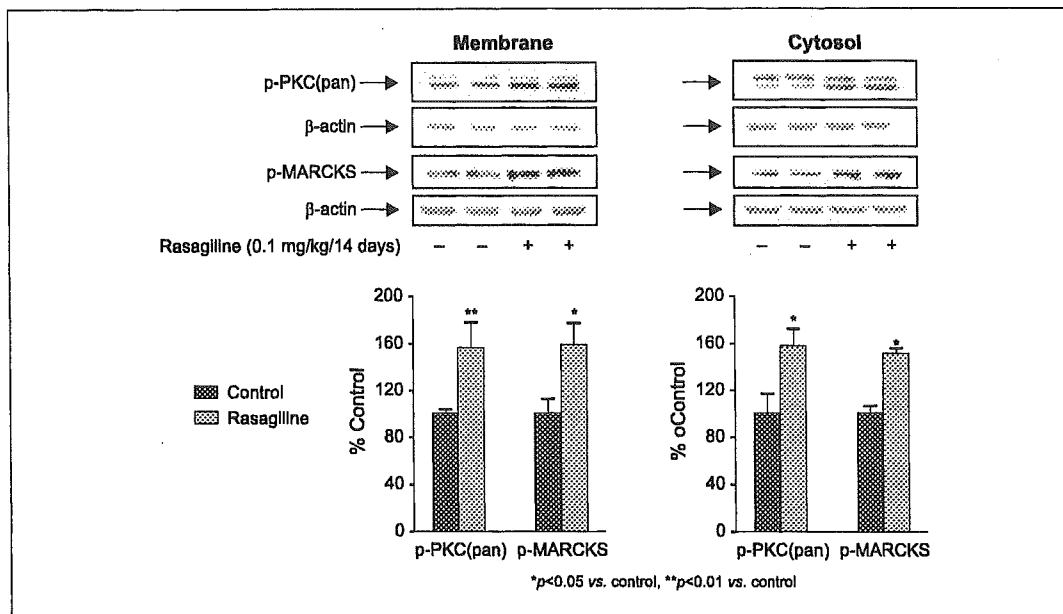 Membrane
Cytosol
p-PKC(pan)
β-actin
p-MARCKS
β-actin
Rasagiline (0.1 mg/kg/14 days)
– – + +
– – + +
200
160
120
80
40
0
% Control
**
*
p-PKC(pan) p-MARCKS
Control
Rasagiline
200
160
120
80
40
0
% oControl
*
*
p-PKC(pan) p-MARCKS
*p<0.05 vs. control, **p<0.01 vs. control